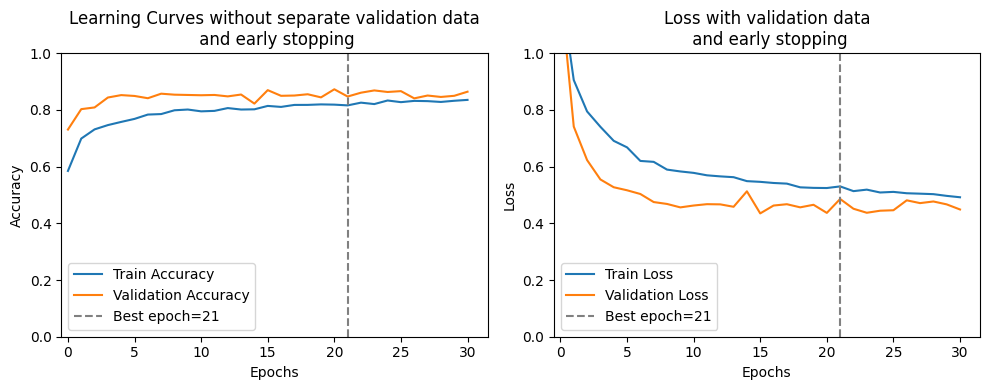 Learning Curves without separate validation data
and early stopping
1.0
0.8
0.6
0.4
0.2
0.0
Accuracy
Train Accuracy
Validation Accuracy
Best epoch=21
0 5 10 15 20 25 30
Epochs
Loss with validation data
and early stopping
1.0
0.8
0.6
0.4
0.2
0.0
Loss
Train Loss
Validation Loss
Best epoch=21
0 5 10 15 20 25 30
Epochs